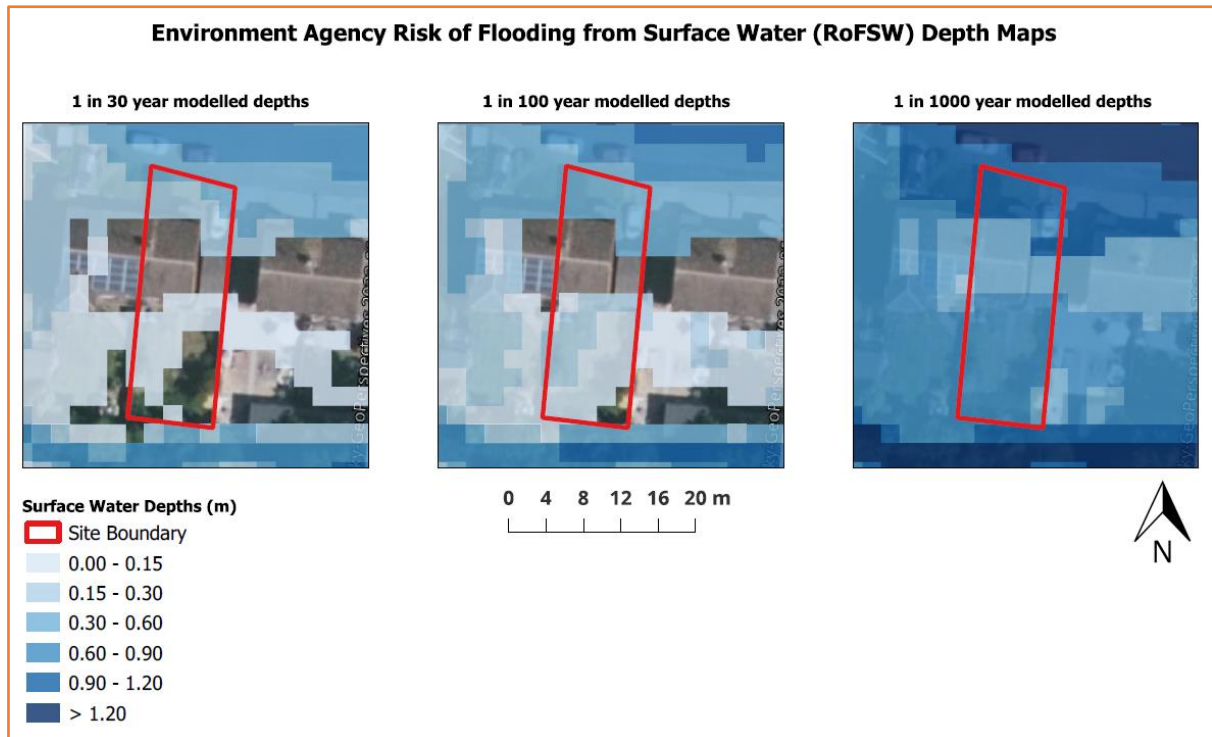 Environment Agency Risk of Flooding from Surface Water (RoFSW) Depth Maps
1 in 30 year modelled depths
1 in 100 year modelled depths
1 in 1000 year modelled depths
GeoPerspectives
GeoPerspectives
GeoPerspectives
Surface Water Depths (m)
Site Boundary
0.00 - 0.15
0.15 - 0.30
0.30 - 0.60
0.60 - 0.90
0.90 - 1.20
> 1.20
0 4 8 12 16 20 m
N